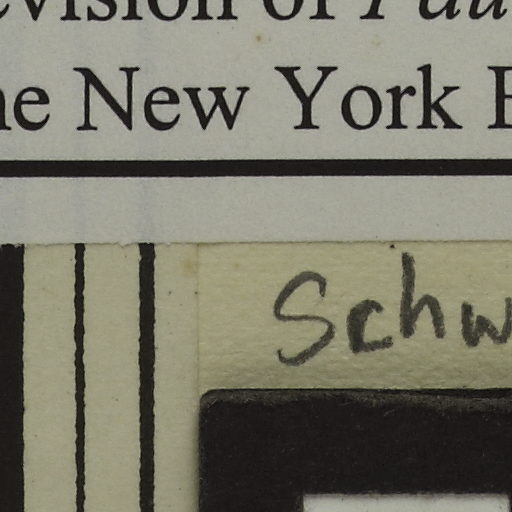 evision of
he New York
Schw